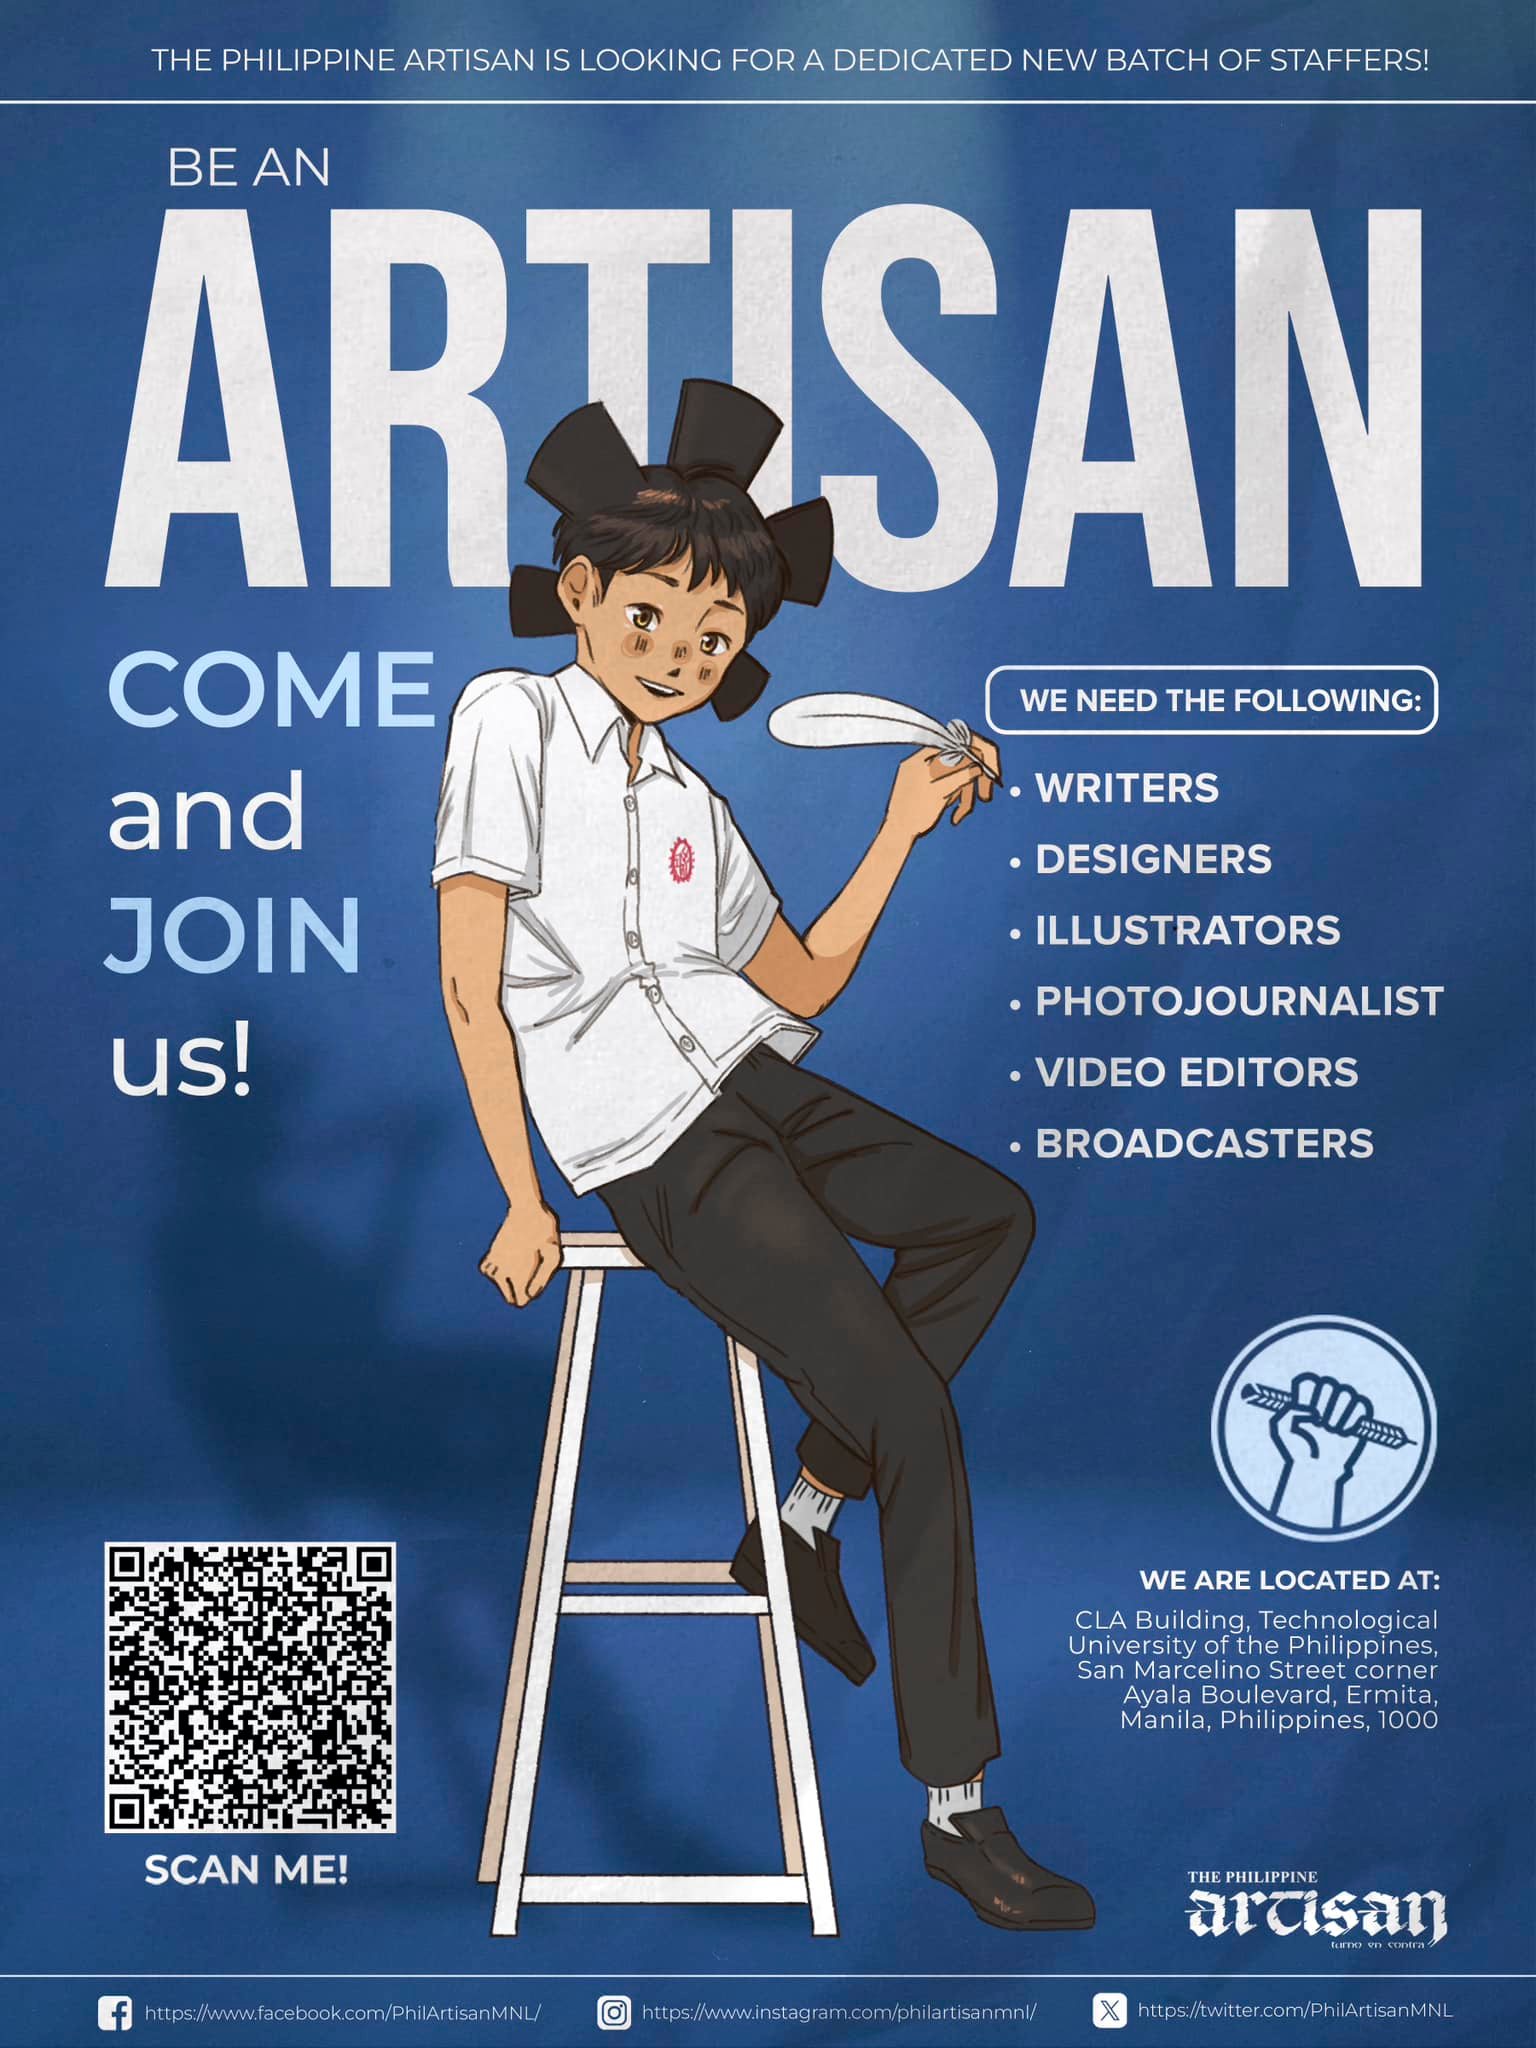 THE PHILIPPINE ARTISAN IS LOOKING FOR A DEDICATED NEW BATCH OF STAFFERS!
BE AN
ARTISAN
COME
and
JOIN
us!
WE NEED THE FOLLOWING:
• WRITERS
• DESIGNERS
• ILLUSTRATORS
• PHOTOJOURNALIST
• VIDEO EDITORS
• BROADCASTERS
WE ARE LOCATED AT:
CLA Building, Technological
University of the Philippines,
San Marcelino Street corner
Ayala Boulevard, Ermita,
Manila, Philippines, 1000
SCAN ME!
THE PHILIPPINE
artisan
turno en contra
https://www.facebook.com/PhilArtisanMNL/
https://www.instagram.com/philartisanmnl/
https://twitter.com/PhilArtisanMNL